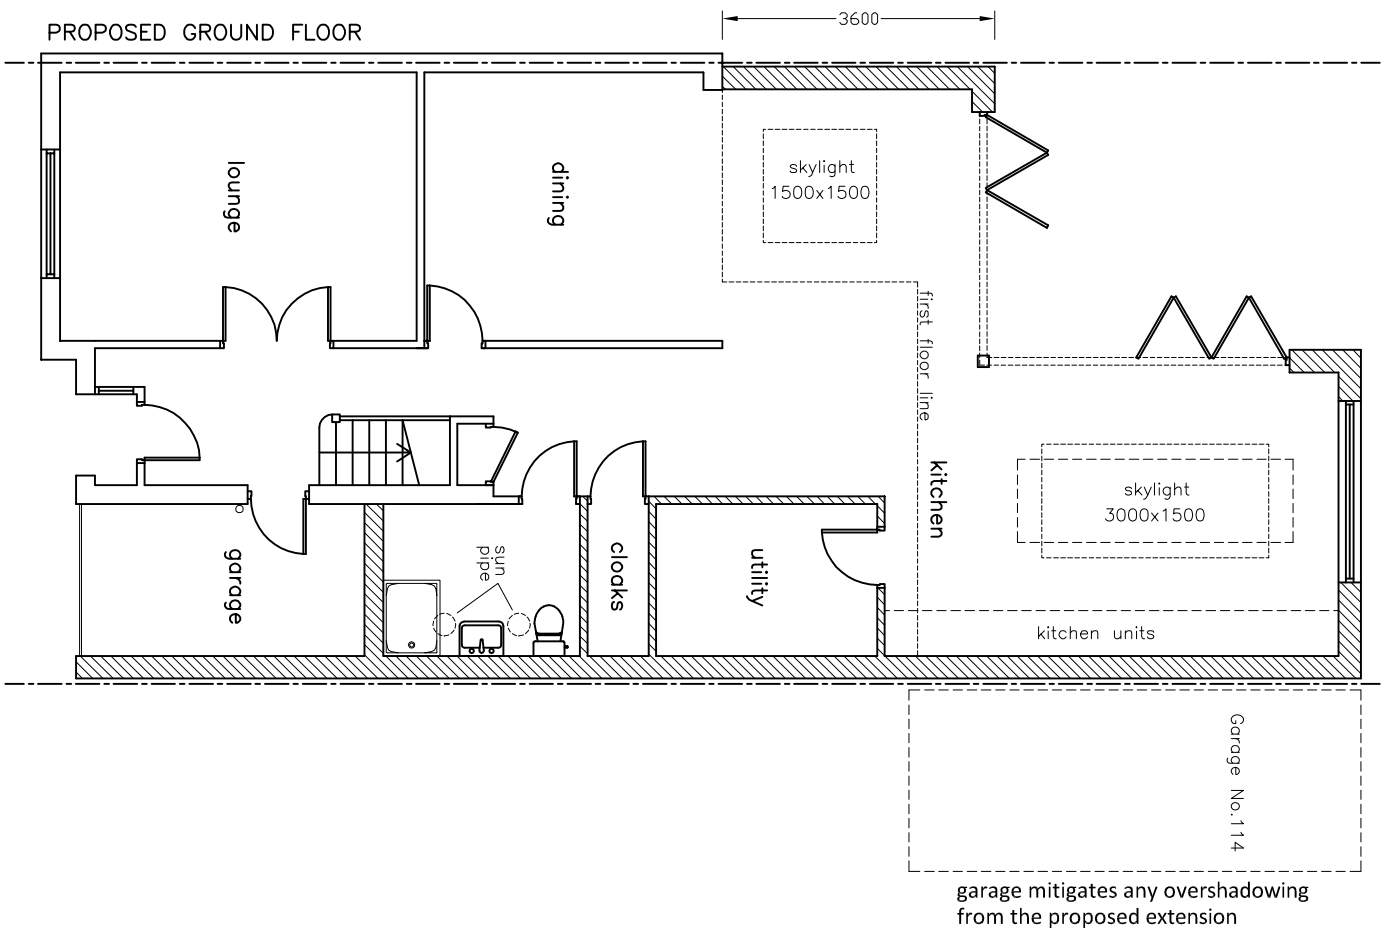 PROPOSED GROUND FLOOR
3600
skylight
1500x1500
lounge
dining
first floor line
kitchen
skylight
3000x1500
garage
sun
pipe
cloaks
utility
kitchen units
Garage No.114
garage mitigates any overshadowing
from the proposed extension